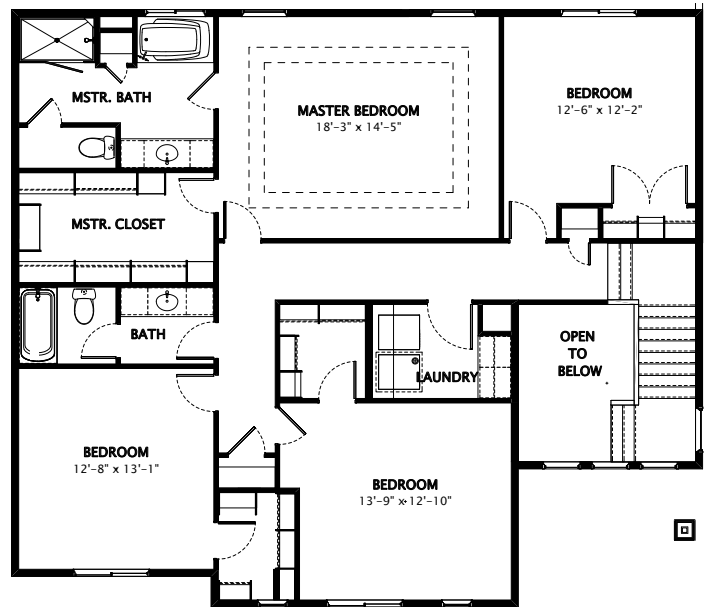 MSTR. BATH
MASTER BEDROOM
18'-3" x 14'-5"
BEDROOM
12'-6" x 12'-2"
MSTR. CLOSET
BATH
OPEN
TO
BELOW
LAUNDRY
BEDROOM
12'-8" x 13'-1"
BEDROOM
13'-9" x 12'-10"